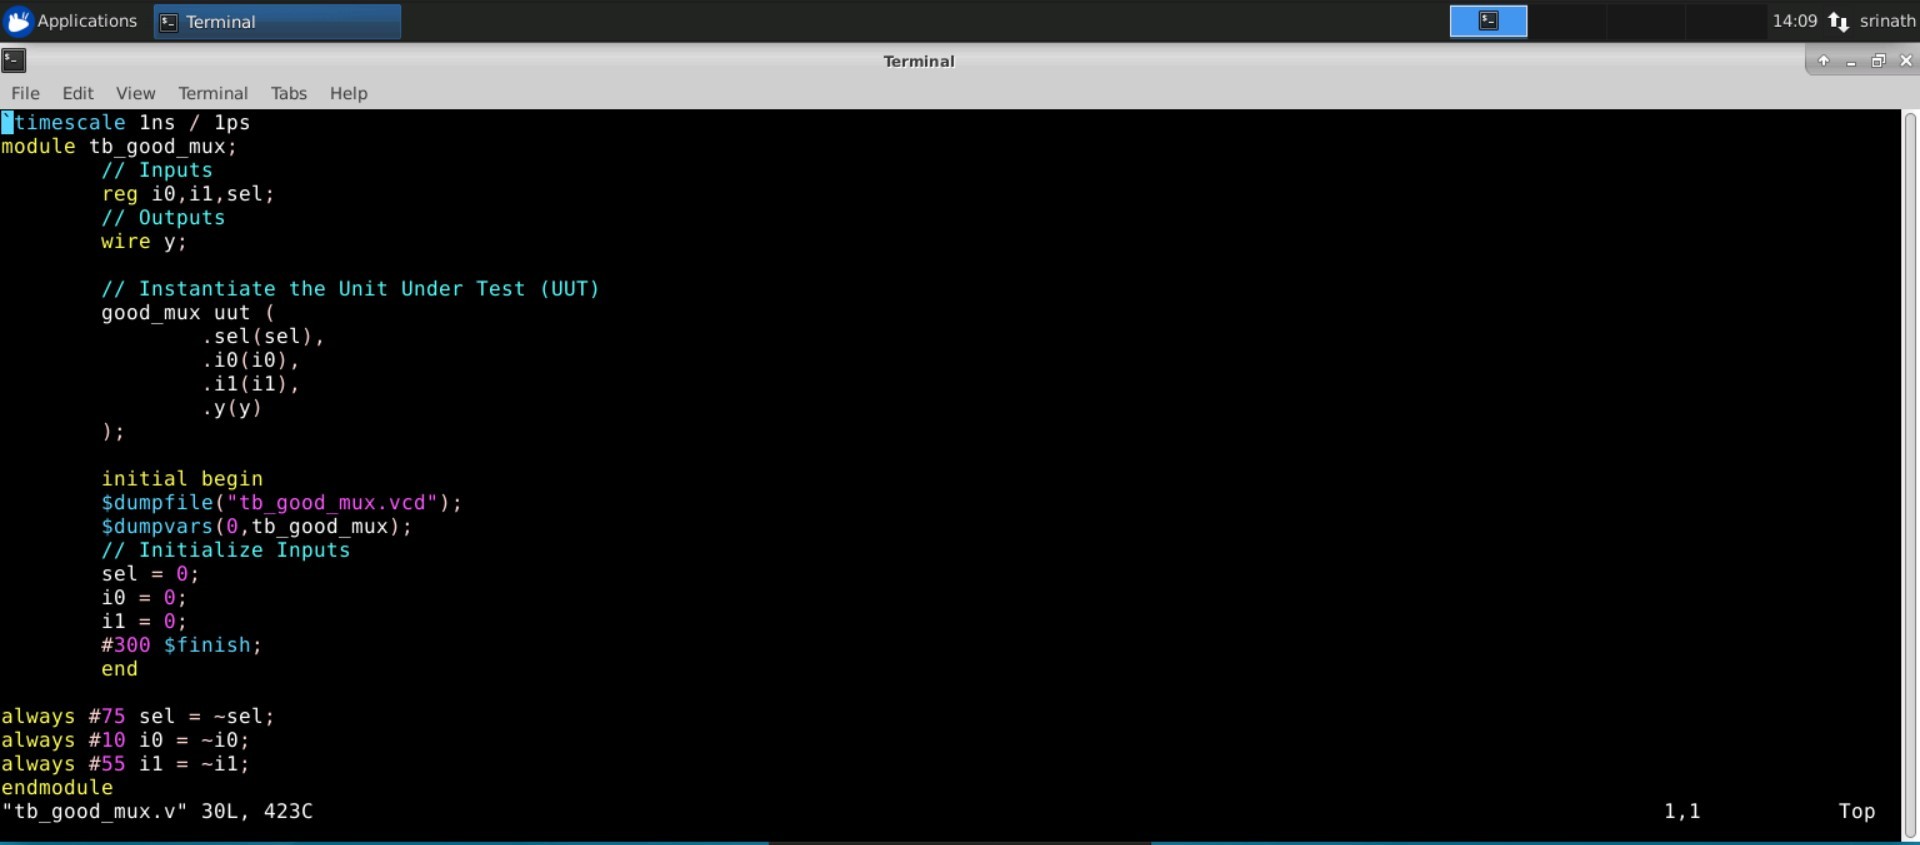 Applications Terminal 14:09 srinath
Terminal
File Edit View Terminal Tabs Help
`timescale 1ns / 1ps
module tb_good_mux;
        // Inputs
        reg i0,i1,sel;
        // Outputs
        wire y;

        // Instantiate the Unit Under Test (UUT)
        good_mux uut (
                .sel(sel),
                .i0(i0),
                .i1(i1),
                .y(y)
        );

        initial begin
        $dumpfile("tb_good_mux.vcd");
        $dumpvars(0,tb_good_mux);
        // Initialize Inputs
        sel = 0;
        i0 = 0;
        i1 = 0;
        #300 $finish;
        end

always #75 sel = ~sel;
always #10 i0 = ~i0;
always #55 i1 = ~i1;
endmodule
"tb_good_mux.v" 30L, 423C 1,1 Top